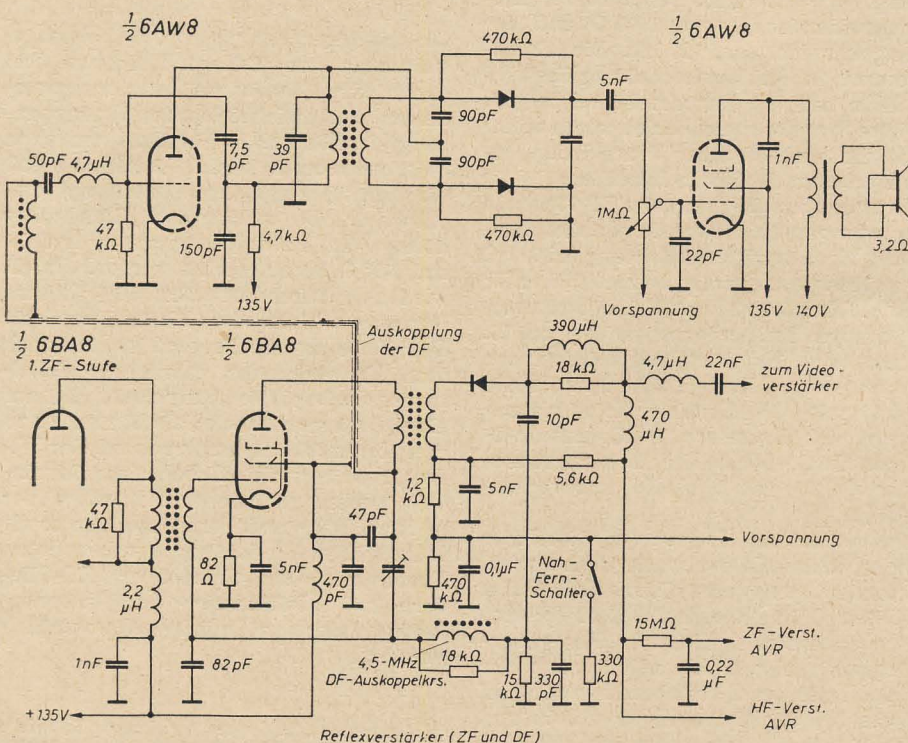 1/2 6AW8
1/2 6AW8
470 kΩ
5nF
90pF
90pF
470kΩ
50pF
4,7µH
7,5
pF
39
pF
47
kΩ
150pF
4,7kΩ
135V
1nF
1MΩ
22pF
3,2Ω
Vorspannung
135V
140V
1/2 6BA8
1.ZF-Stufe
1/2 6BA8
Auskopplung
der DF
390µH
18kΩ
4,7µH
22nF
zum Video-
verstärker
10pF
470
µH
47
kΩ
1,2
kΩ
5nF
5,6kΩ
47pF
82
Ω
5nF
470
pF
470
kΩ
0,1µF
Nah-
Fern-
Schalter
Vorspannung
2,2
µH
1nF
82pF
4,5-MHz
DF-Auskoppelkrs.
18kΩ
15
kΩ
330
pF
330
kΩ
15MΩ
0,22
µF
ZF-Verst.
AVR
HF-Verst.
AVR
+135V
Reflexverstärker (ZF und DF)